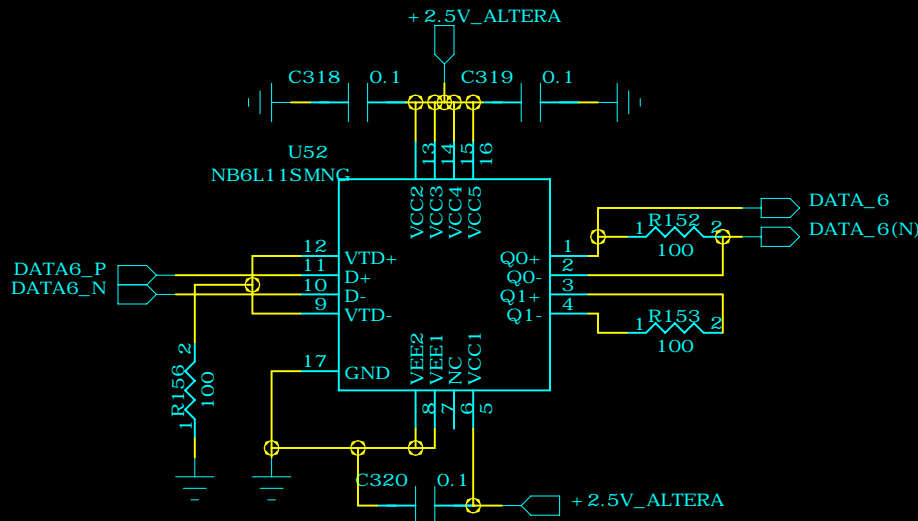 +2.5V_ALTERA
C318 0.1 C319 0.1
U52
NB6L11SMNG
13 14 15 16
VCC2 VCC3 VCC4 VCC5
DATA_6
DATA_6(N)
1 R152 2
100
12 VTD+ Q0+ 1
DATA6_P 11 D+ Q0- 2
DATA6_N 10 D- Q1+ 3
9 VTD- Q1- 4
1 R153 2
100
17 GND
VEE2 VEE1 NC VCC1
8 7 6 5
1 R156 2
100
C320 0.1
+2.5V_ALTERA